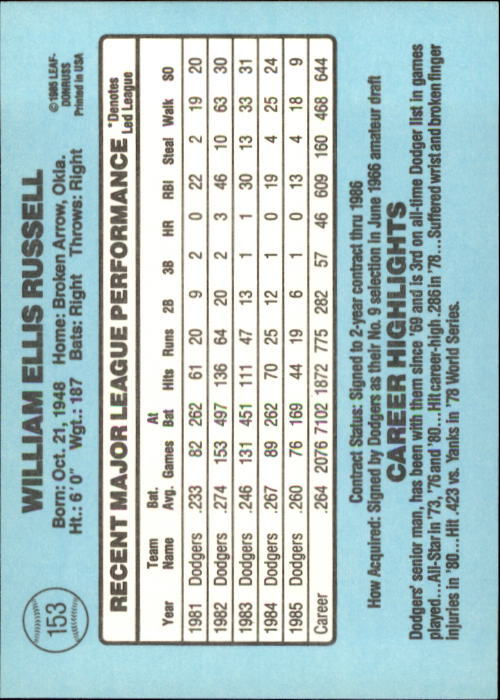 153
WILLIAM ELLIS RUSSELL
Born: Oct. 21, 1948 Home: Broken Arrow, Okla.
Ht.: 6' 0" Wgt.: 187 Bats: Right Throws: Right
©1985 LEAF-
DONRUSS
Printed in USA
RECENT MAJOR LEAGUE PERFORMANCE *Denotes Led League
Year Team Name Bat. Avg. Games At Bat Hits Runs 2B 3B HR RBI Steal Walk SO
1981 Dodgers .233 82 262 61 20 9 2 0 22 2 19 20
1982 Dodgers .274 153 497 136 64 20 2 3 46 10 63 30
1983 Dodgers .246 131 451 111 47 13 1 1 30 13 33 31
1984 Dodgers .267 89 262 70 25 12 1 0 19 4 25 24
1985 Dodgers .260 76 169 44 19 6 1 0 13 4 18 9
Career .264 2076 7102 1872 775 282 57 46 609 160 468 644
Contract Status: Signed to 2-year contract thru 1986
How Acquired: Signed by Dodgers as their No. 9 selection in June 1966 amateur draft
CAREER HIGHLIGHTS
Dodgers' senior man, has been with them since '69 and is 3rd on all-time Dodger list in games
played...All-Star in '73, '76 and '80...Hit career-high .286 in '78...Suffered wrist and broken finger
injuries in '80...Hit .423 vs. Yanks in '78 World Series.